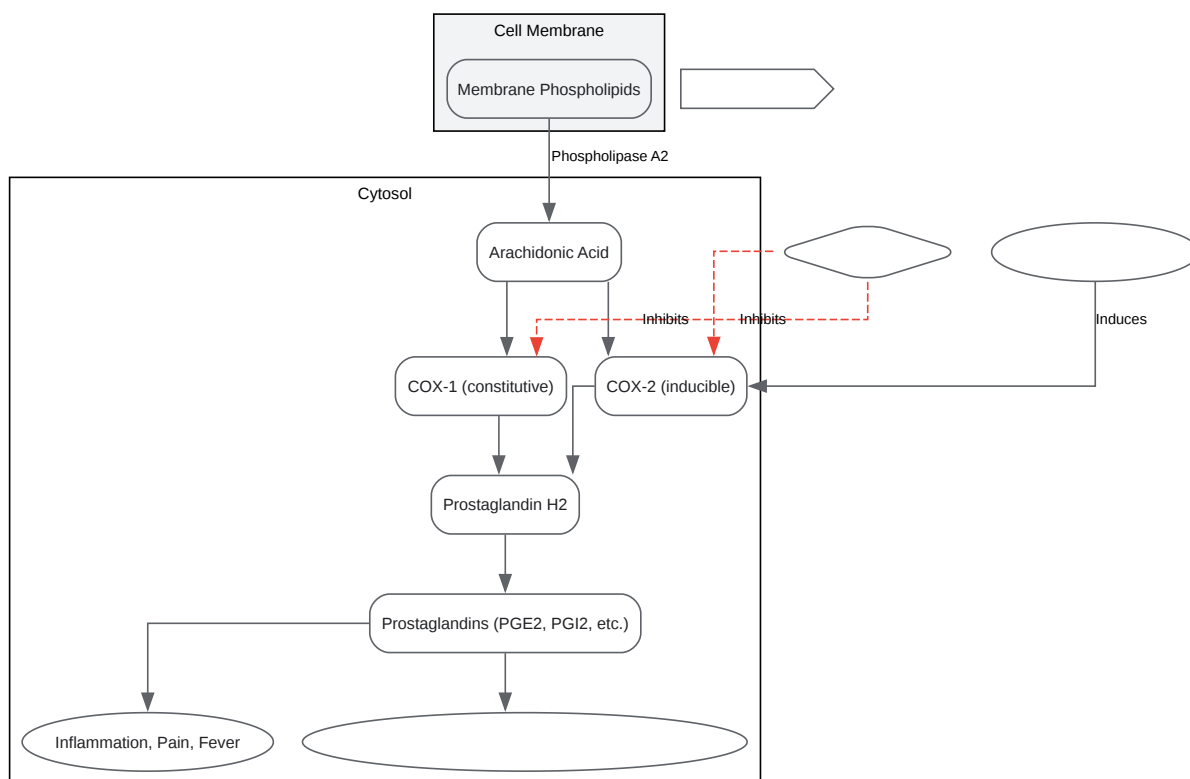 Cell Membrane
Membrane Phospholipids
Phospholipase A2
Cytosol
Arachidonic Acid
Inhibits
Inhibits
Induces
COX-1 (constitutive)
COX-2 (inducible)
Prostaglandin H2
Prostaglandins (PGE2, PGI2, etc.)
Inflammation, Pain, Fever